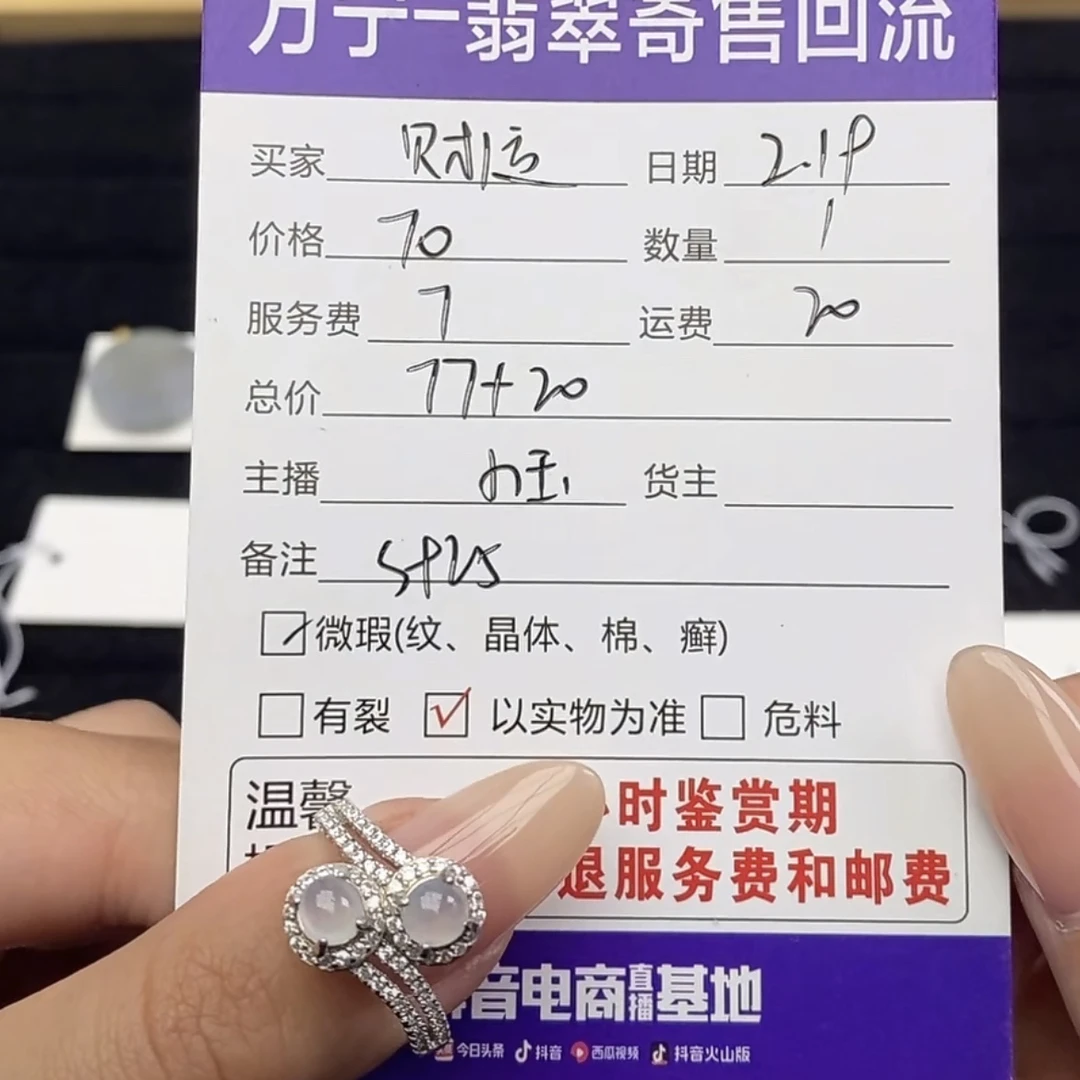 万宁-翡翠寄售回流
买家 财运 日期 2.19
价格 70 数量 1
服务费 7 运费 20
总价 77+20
主播 小玉 货主
备注
微瑕(纹、晶体、棉、癣)
有裂 ✓ 以实物为准 危料
温馨 时鉴赏期
退服务费和邮费
音电商直播基地
今日头条 抖音 西瓜视频 抖音火山版